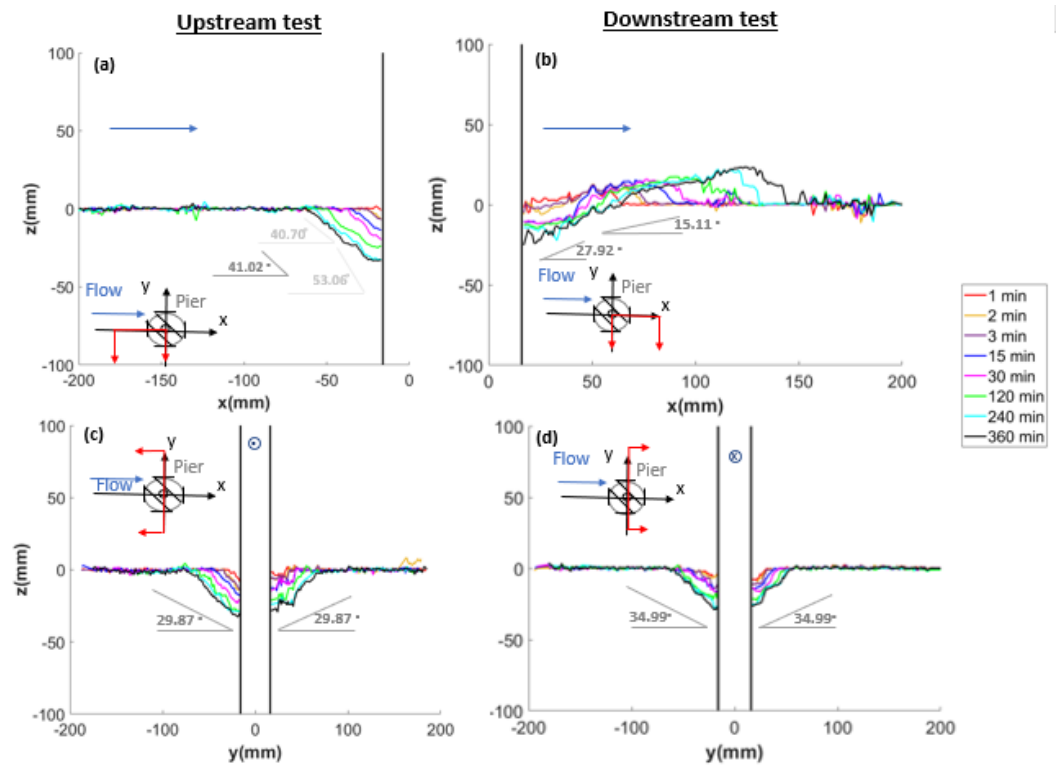 Upstream test
Downstream test
(a)
100
50
0
-50
-100
z(mm)
40.70°
41.02°
53.06°
Flow
y
Pier
x
-200
-150
-100
-50
0
x(mm)
(b)
100
50
0
-50
-100
z(mm)
15.11°
27.92°
Flow
y
Pier
x
0
50
100
150
200
x(mm)
1 min
2 min
3 min
15 min
30 min
120 min
240 min
360 min
(c)
100
50
0
-50
-100
z(mm)
Flow
Flow
y
Pier
x
29.87°
29.87°
-200
-100
0
100
200
y(mm)
(d)
100
50
0
-50
-100
Flow
y
Pier
x
x
34.99°
34.99°
-200
-100
0
100
200
y(mm)